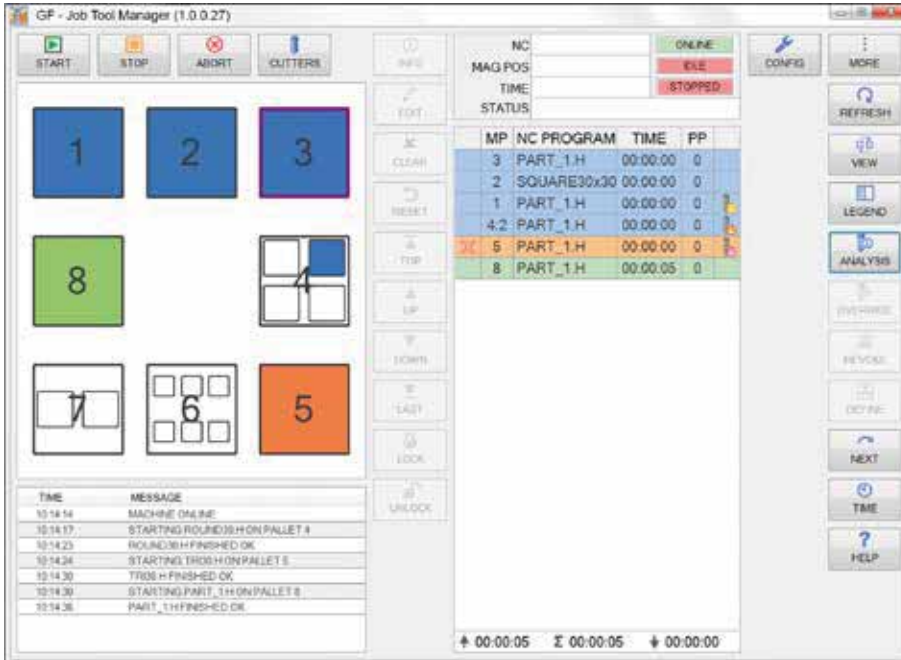 GF - Job Tool Manager (1.0.0.27)
START STOP ABORT CUTTERS
INFO
EDIT
CLEAR
RESET
TOP
UP
DOWN
LAST
LOCK
UNLOCK
NC ONLINE
MAG POS IDLE
TIME STOPPED
STATUS
CONFIG
MORE
REFRESH
VIEW
LEGEND
ANALYSIS
OVERRIDE
REVOKE
DEFINE
NEXT
TIME
HELP
1 2 3
8 4
7 6 5
MP NC PROGRAM TIME PP
3 PART_1.H 00:00:00 0
2 SQUARE30x30 00:00:00 0
1 PART_1.H 00:00:00 0
4.2 PART_1.H 00:00:00 0
5 PART_1.H 00:00:00 0
8 PART_1.H 00:00:05 0
TIME MESSAGE
10:14:14 MACHINE ONLINE
10:14:17 STARTING ROUND30.H ON PALLET 4
10:14:23 ROUND30.H FINISHED OK
10:14:24 STARTING ON PALLET 5
10:14:30 FINISHED OK
10:14:30 STARTING PART_1.H ON PALLET 8
10:14:36 PART_1.H FINISHED OK
00:00:05 Σ 00:00:05 00:00:00